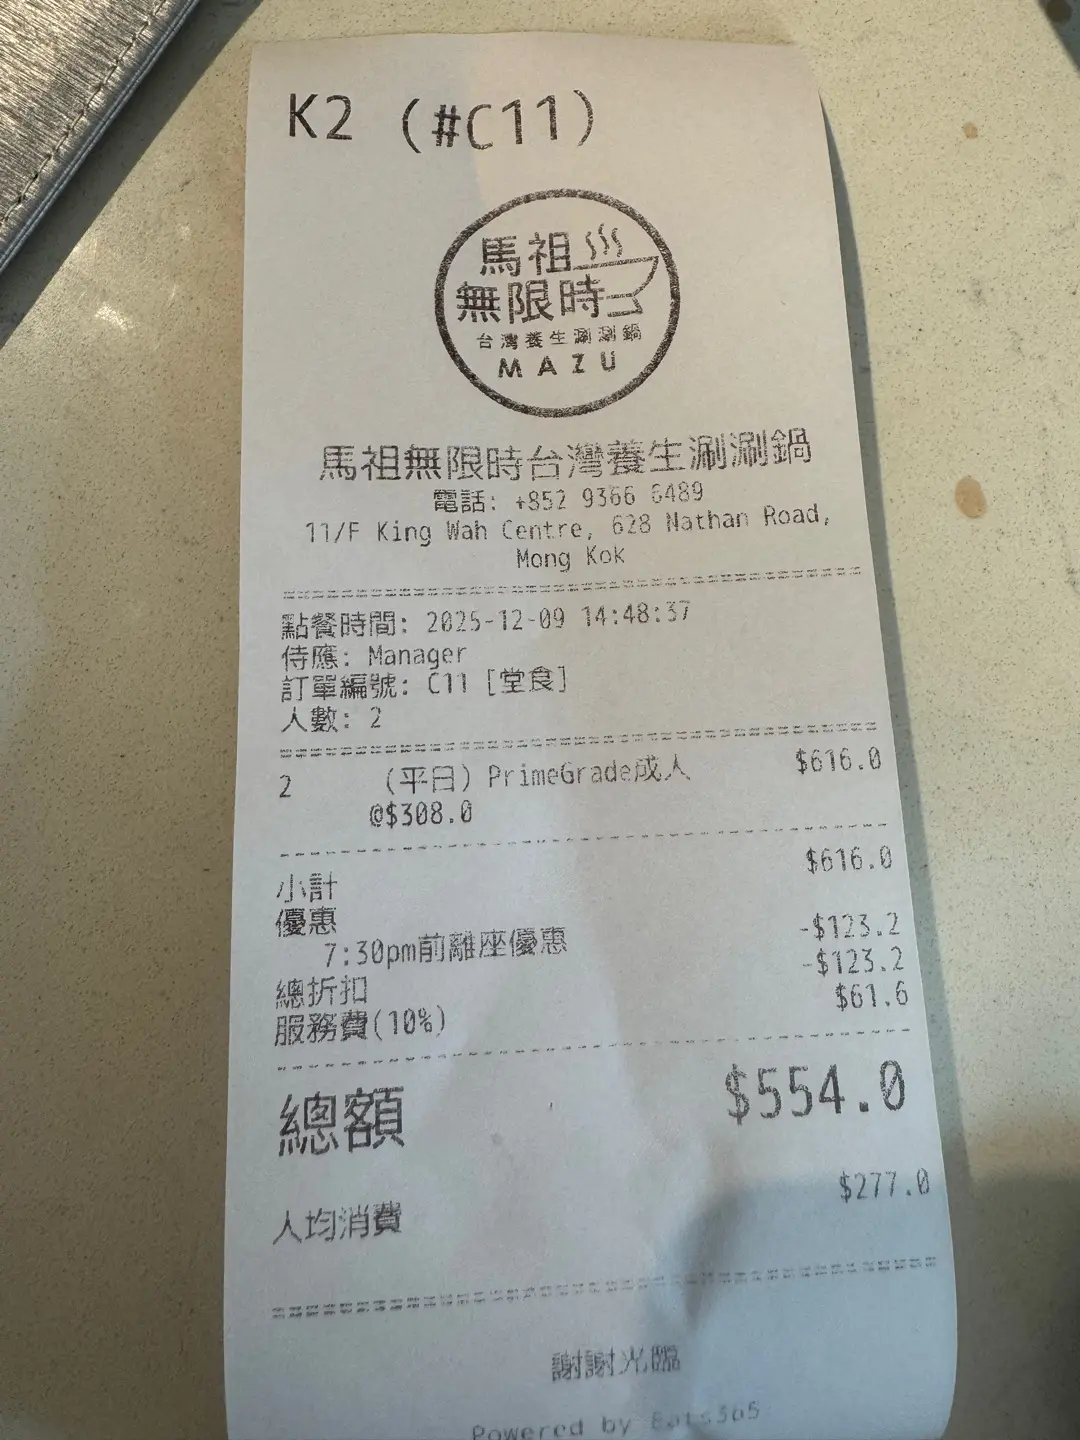 K2 (#C11)
馬祖
無限時
台灣養生涮涮鍋
MAZU
馬祖無限時台灣養生涮涮鍋
電話: +852 9366 6489
11/F King Wah Centre, 628 Nathan Road,
Mong Kok
點餐時間: 2025-12-09 14:48:37
侍應: Manager
訂單編號: C11 [堂食]
人數: 2
2 (平日) PrimeGrade成人 $616.0
@$308.0
小計 $616.0
優惠
7:30pm前離座優惠 -$123.2
總折扣 -$123.2
服務費(10%) $61.6
總額 $554.0
人均消費 $277.0
謝謝光臨
Powered by Eats365